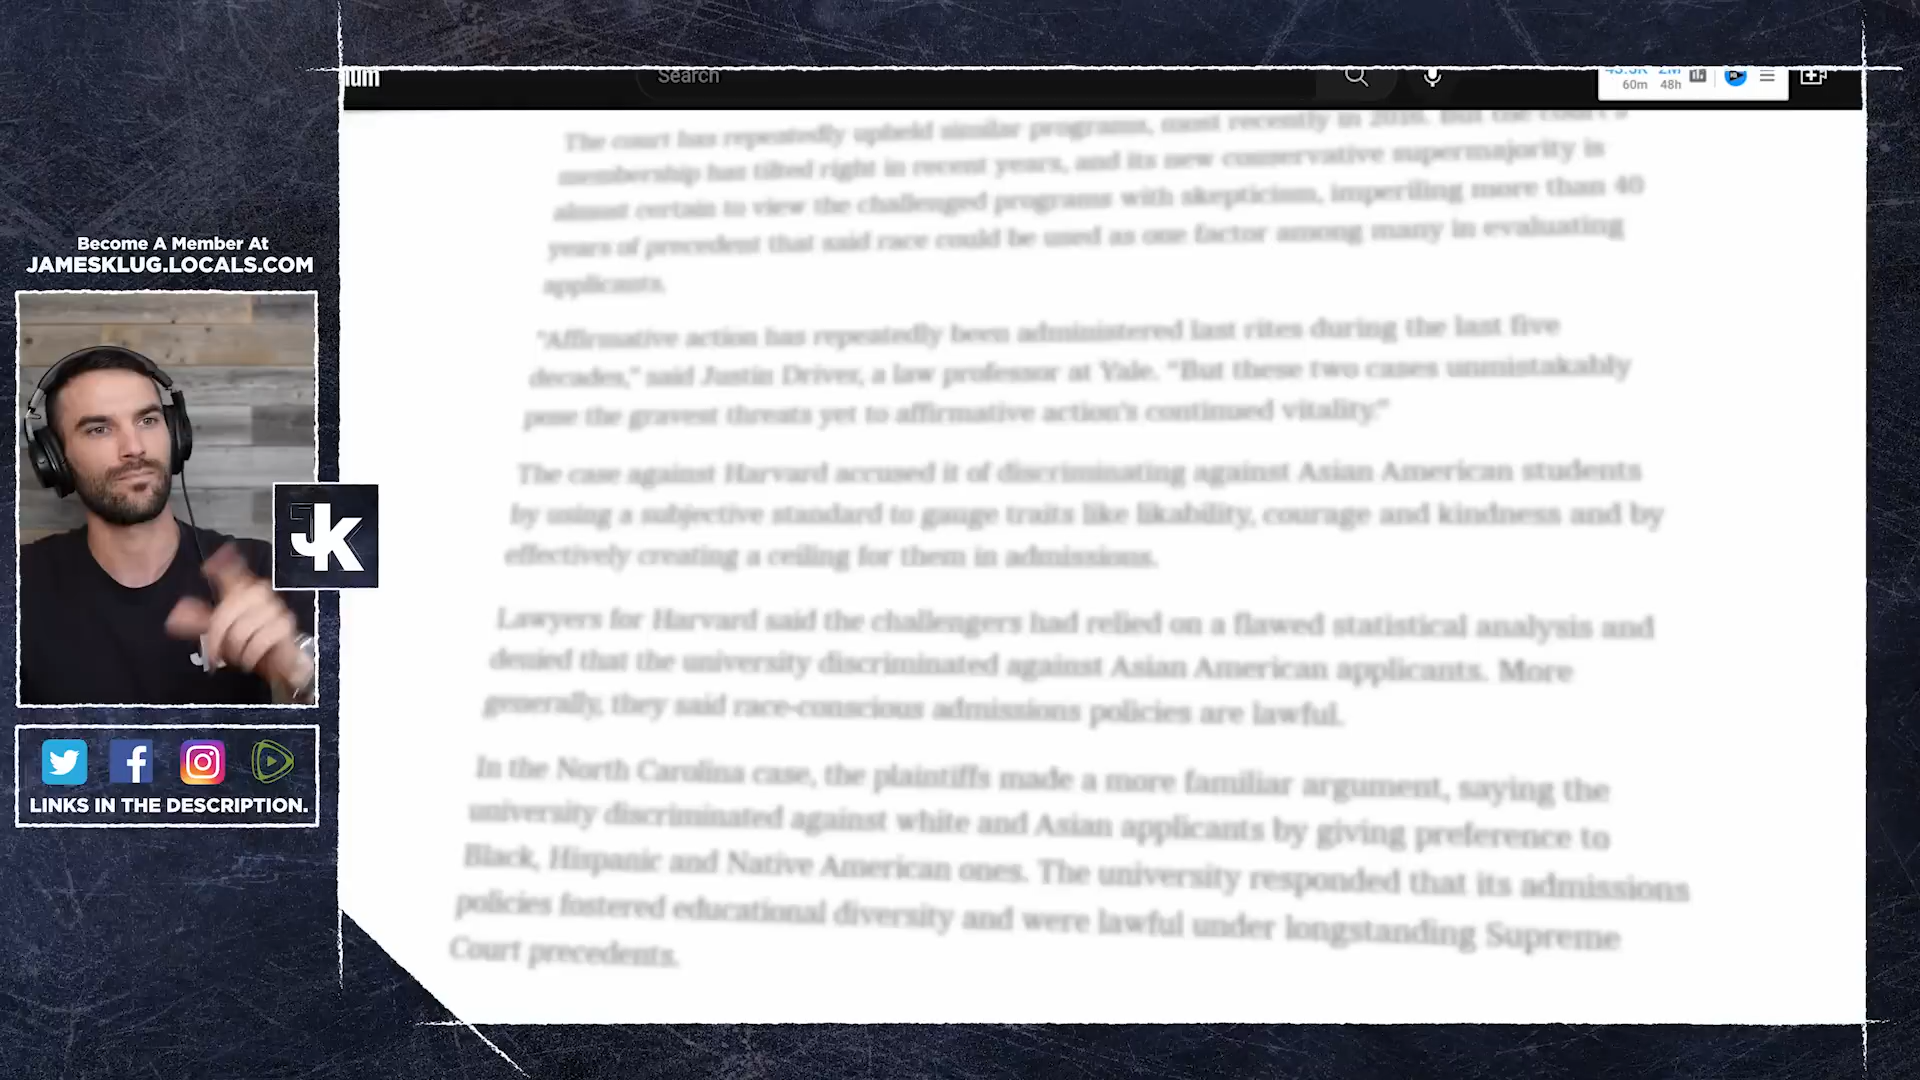 ium
Search
43.3K 2M
60m 48h
The court has repeatedly upheld similar programs, most recently in 2016. But the court's
membership has tilted right in recent years, and its new conservative supermajority is
almost certain to view the challenged programs with skepticism, imperiling more than 40
years of precedent that said race could be used as one factor among many in evaluating
applicants.
"Affirmative action has repeatedly been administered last rites during the last five
decades," said Justin Driver, a law professor at Yale. "But these two cases unmistakably
pose the gravest threats yet to affirmative action's continued vitality."
The case against Harvard accused it of discriminating against Asian American students
by using a subjective standard to gauge traits like likability, courage and kindness and by
effectively creating a ceiling for them in admissions.
Lawyers for Harvard said the challengers had relied on a flawed statistical analysis and
denied that the university discriminated against Asian American applicants. More
generally, they said race-conscious admissions policies are lawful.
In the North Carolina case, the plaintiffs made a more familiar argument, saying the
university discriminated against white and Asian applicants by giving preference to
Black, Hispanic and Native American ones. The university responded that its admissions
policies fostered educational diversity and were lawful under longstanding Supreme
Court precedents.
Become A Member At
JAMESKLUG.LOCALS.COM
JK
LINKS IN THE DESCRIPTION.